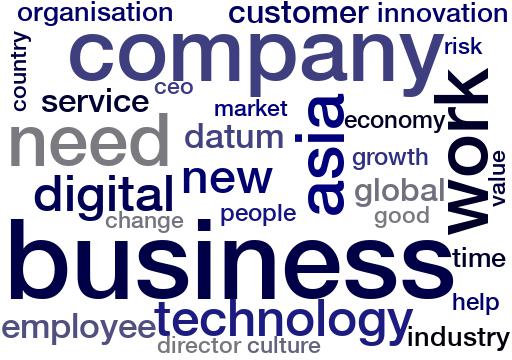 organisation
customer
innovation
country
company
risk
ceo
service
market
asia
economy
work
need
datum
growth
value
new
digital
global
change
people
good
business
time
help
employee
technology
industry
director
culture